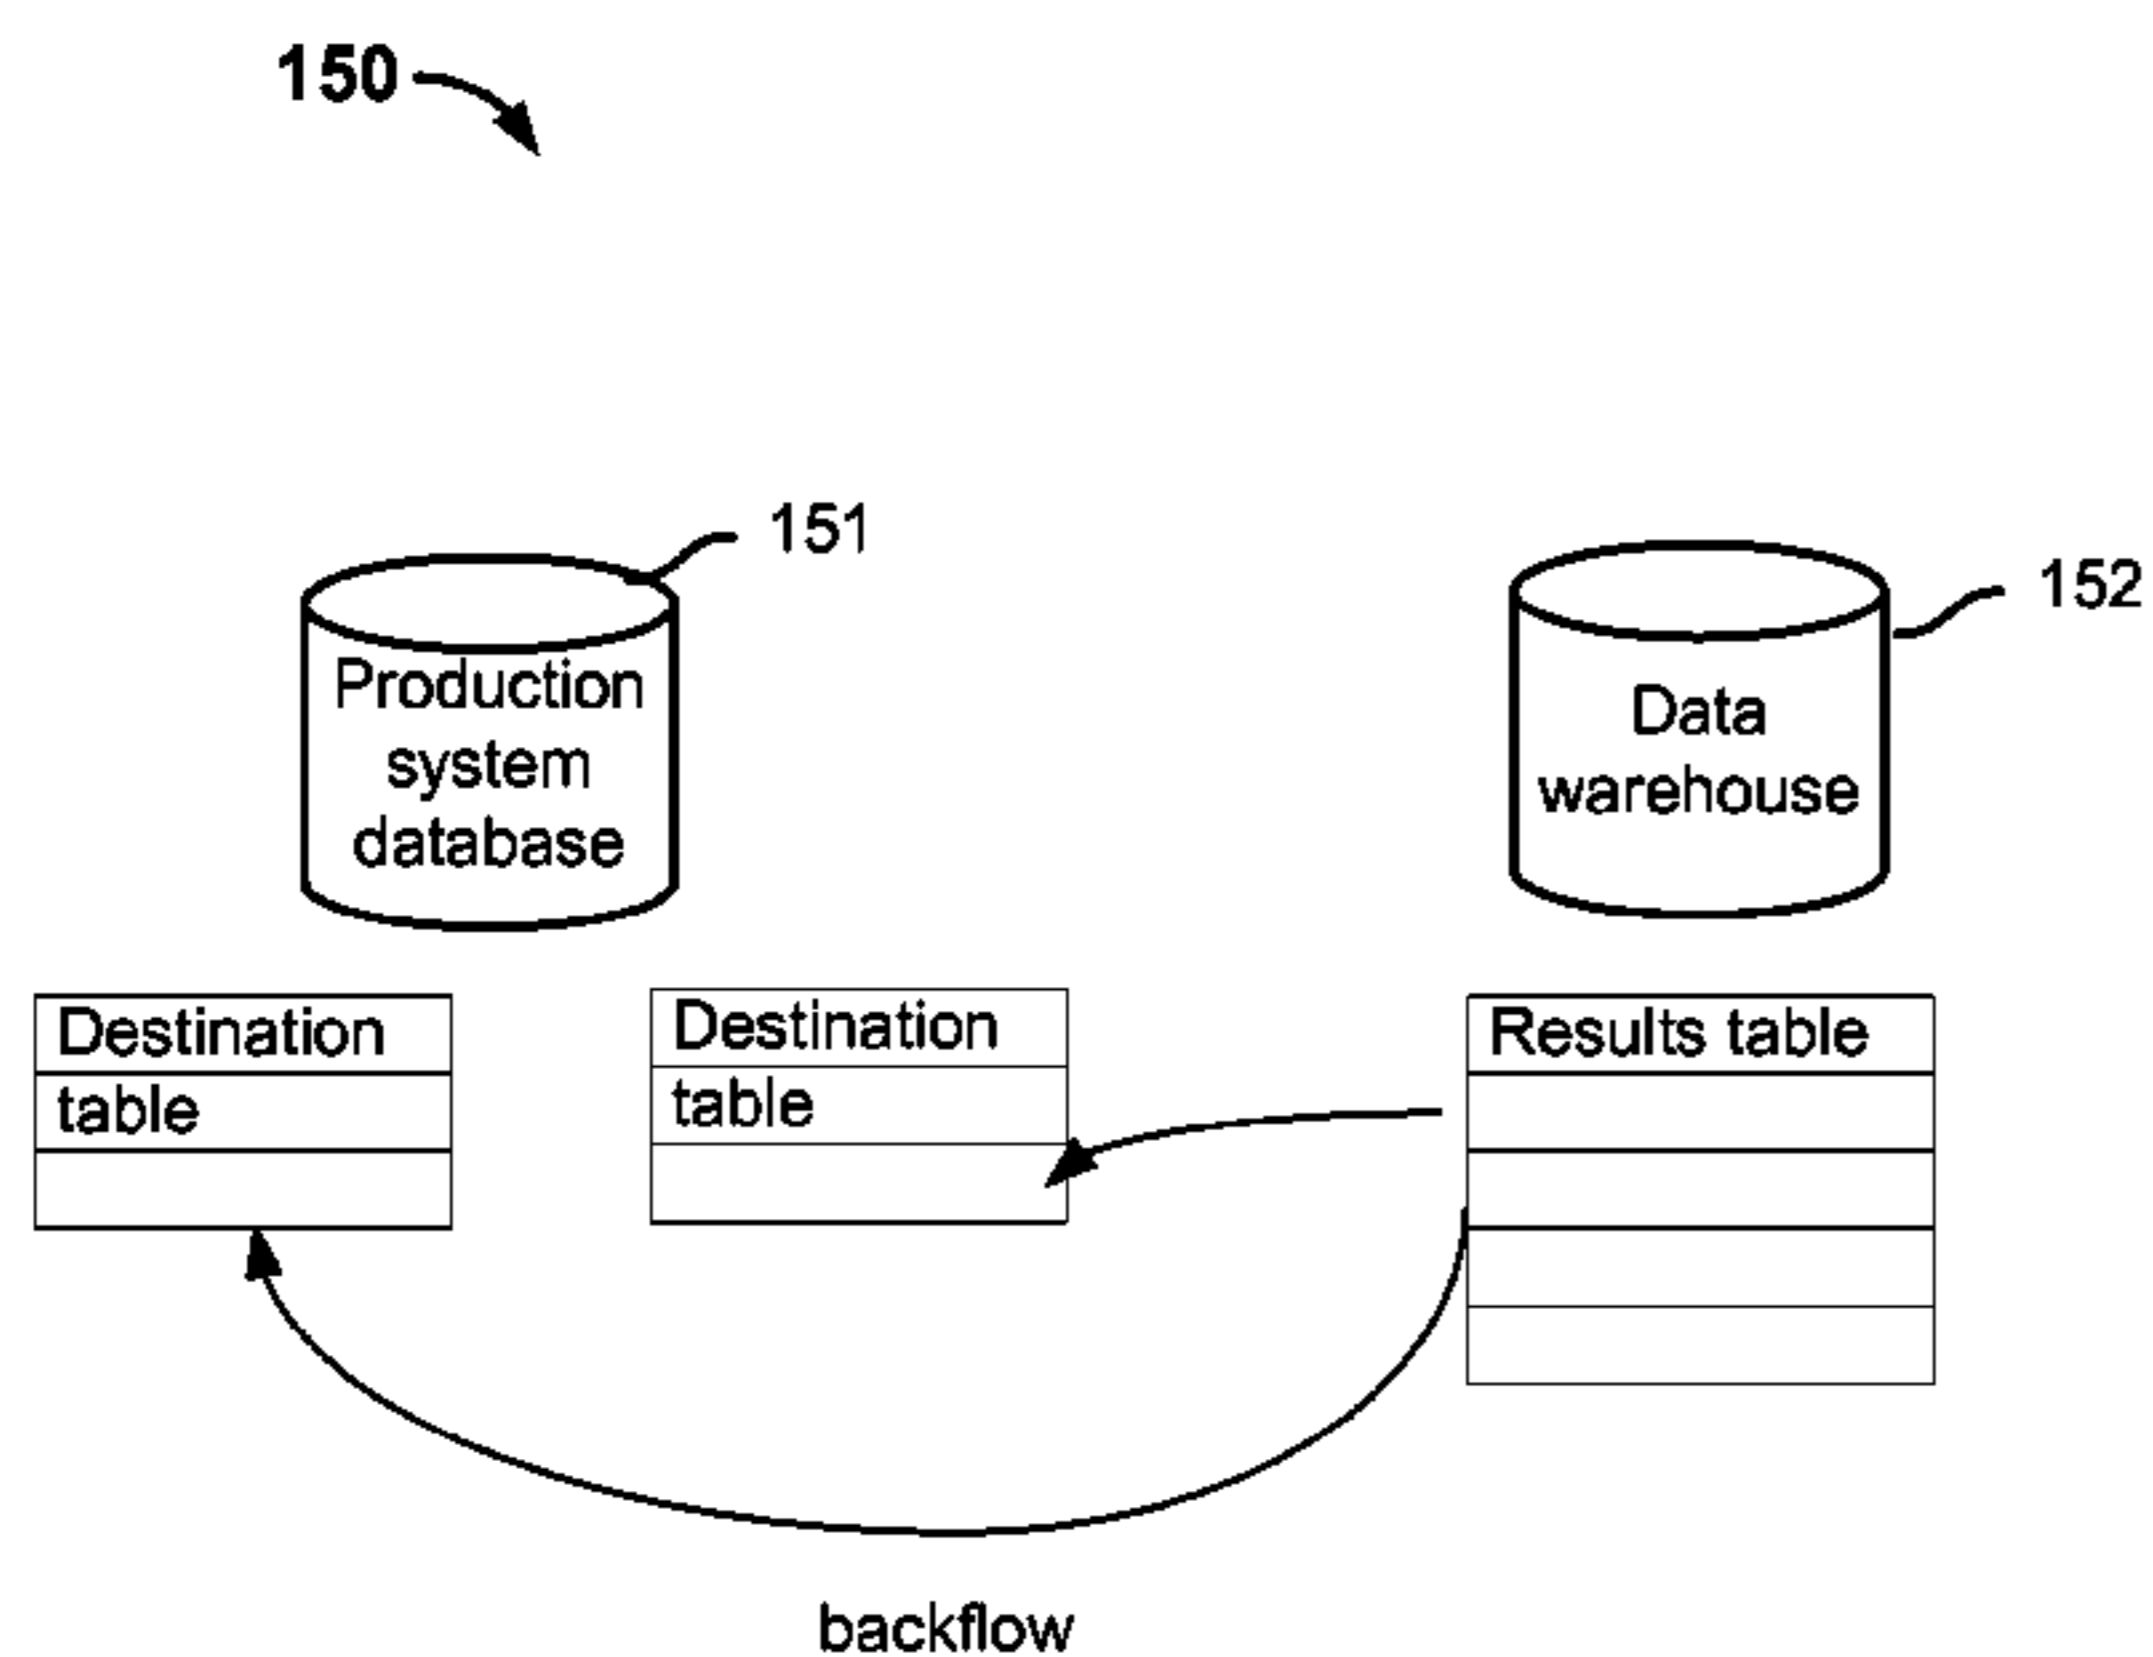 150
151
152
Production
system
database
Data
warehouse
Destination
table
Destination
table
Results table
backflow